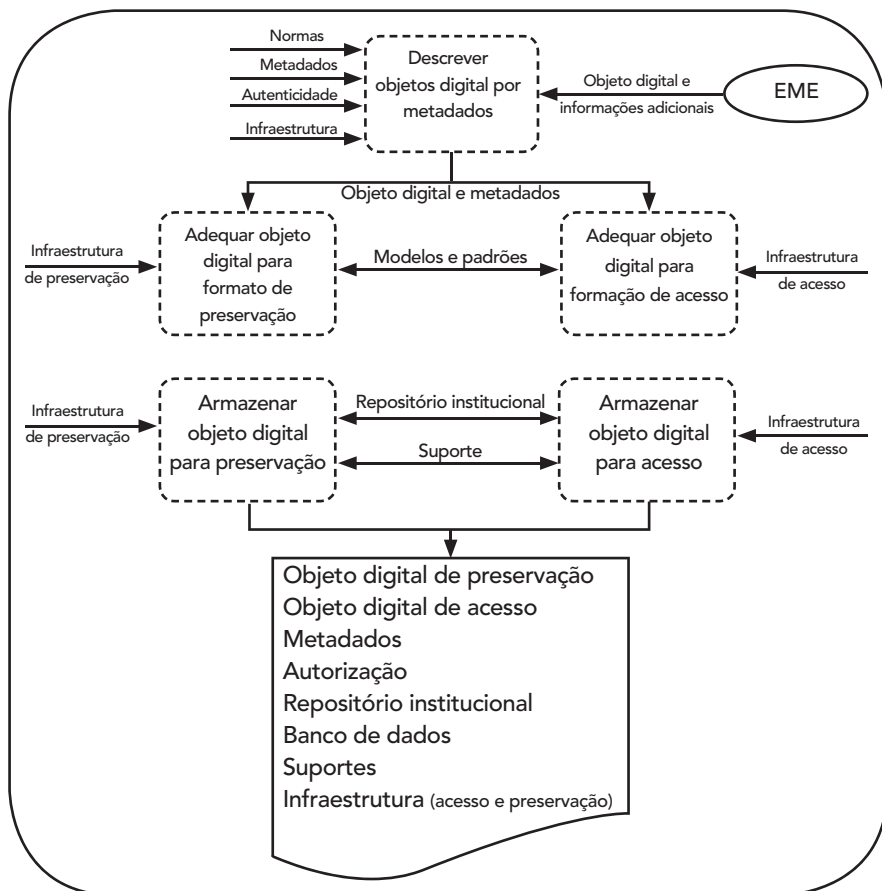 Normas
Metadados
Autenticidade
Infraestrutura
Descrever
objetos digital por
metadados
Objeto digital e
informações adicionais
EME
Objeto digital e metadados
Infraestrutura
de preservação
Adequar objeto
digital para
formato de
preservação
Modelos e padrões
Adequar objeto
digital para
formação de acesso
Infraestrutura
de acesso
Infraestrutura
de preservação
Armazenar
objeto digital
para preservação
Repositório institucional
Suporte
Armazenar
objeto digital
para acesso
Infraestrutura
de acesso
Objeto digital de preservação
Objeto digital de acesso
Metadados
Autorização
Repositório institucional
Banco de dados
Suportes
Infraestrutura (acesso e preservação)